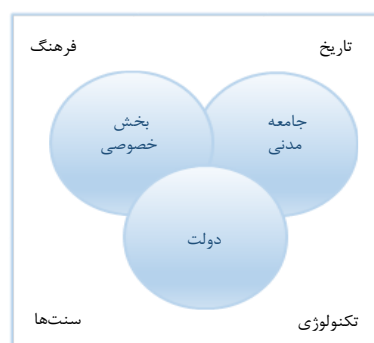 تاریخ
فرهنگ
جامعه
مدنی
بخش
خصوصی
دولت
تکنولوژی
سنت‌ها